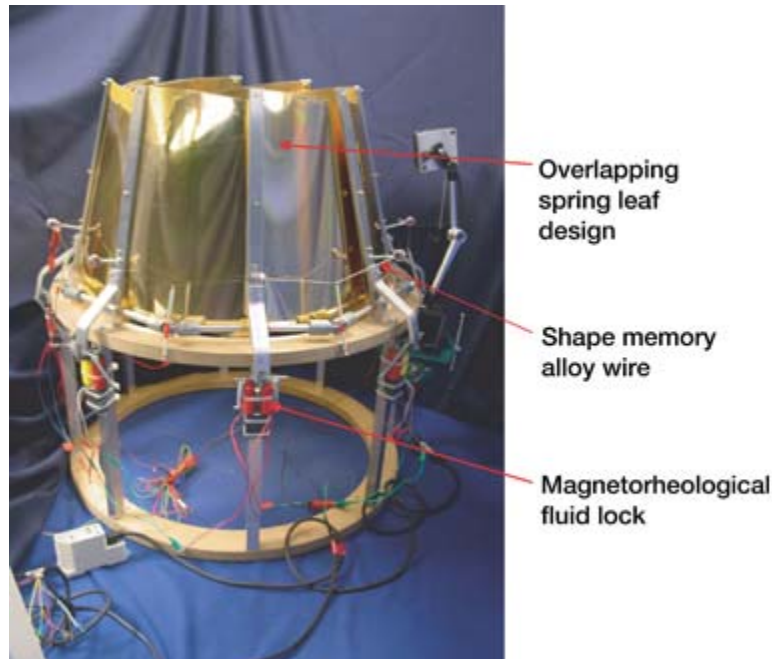 Overlapping
spring leaf
design
Shape memory
alloy wire
Magnetorheological
fluid lock